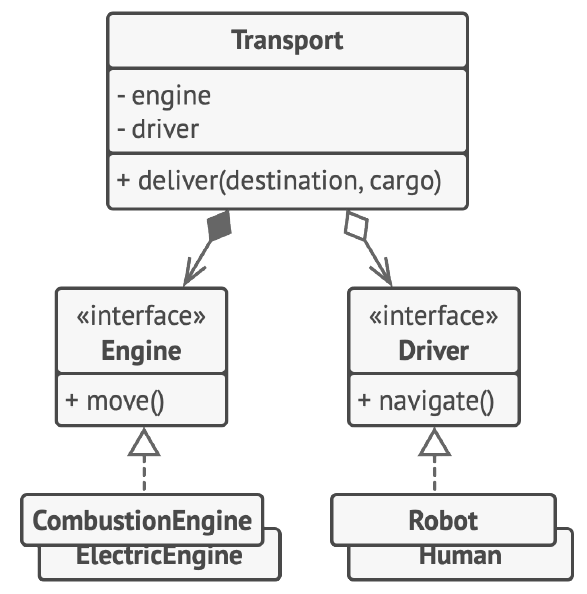 Transport
- engine
- driver
+ deliver(destination, cargo)
«interface»
Engine
+ move()
«interface»
Driver
+ navigate()
CombustionEngine
ElectricEngine
Robot
Human